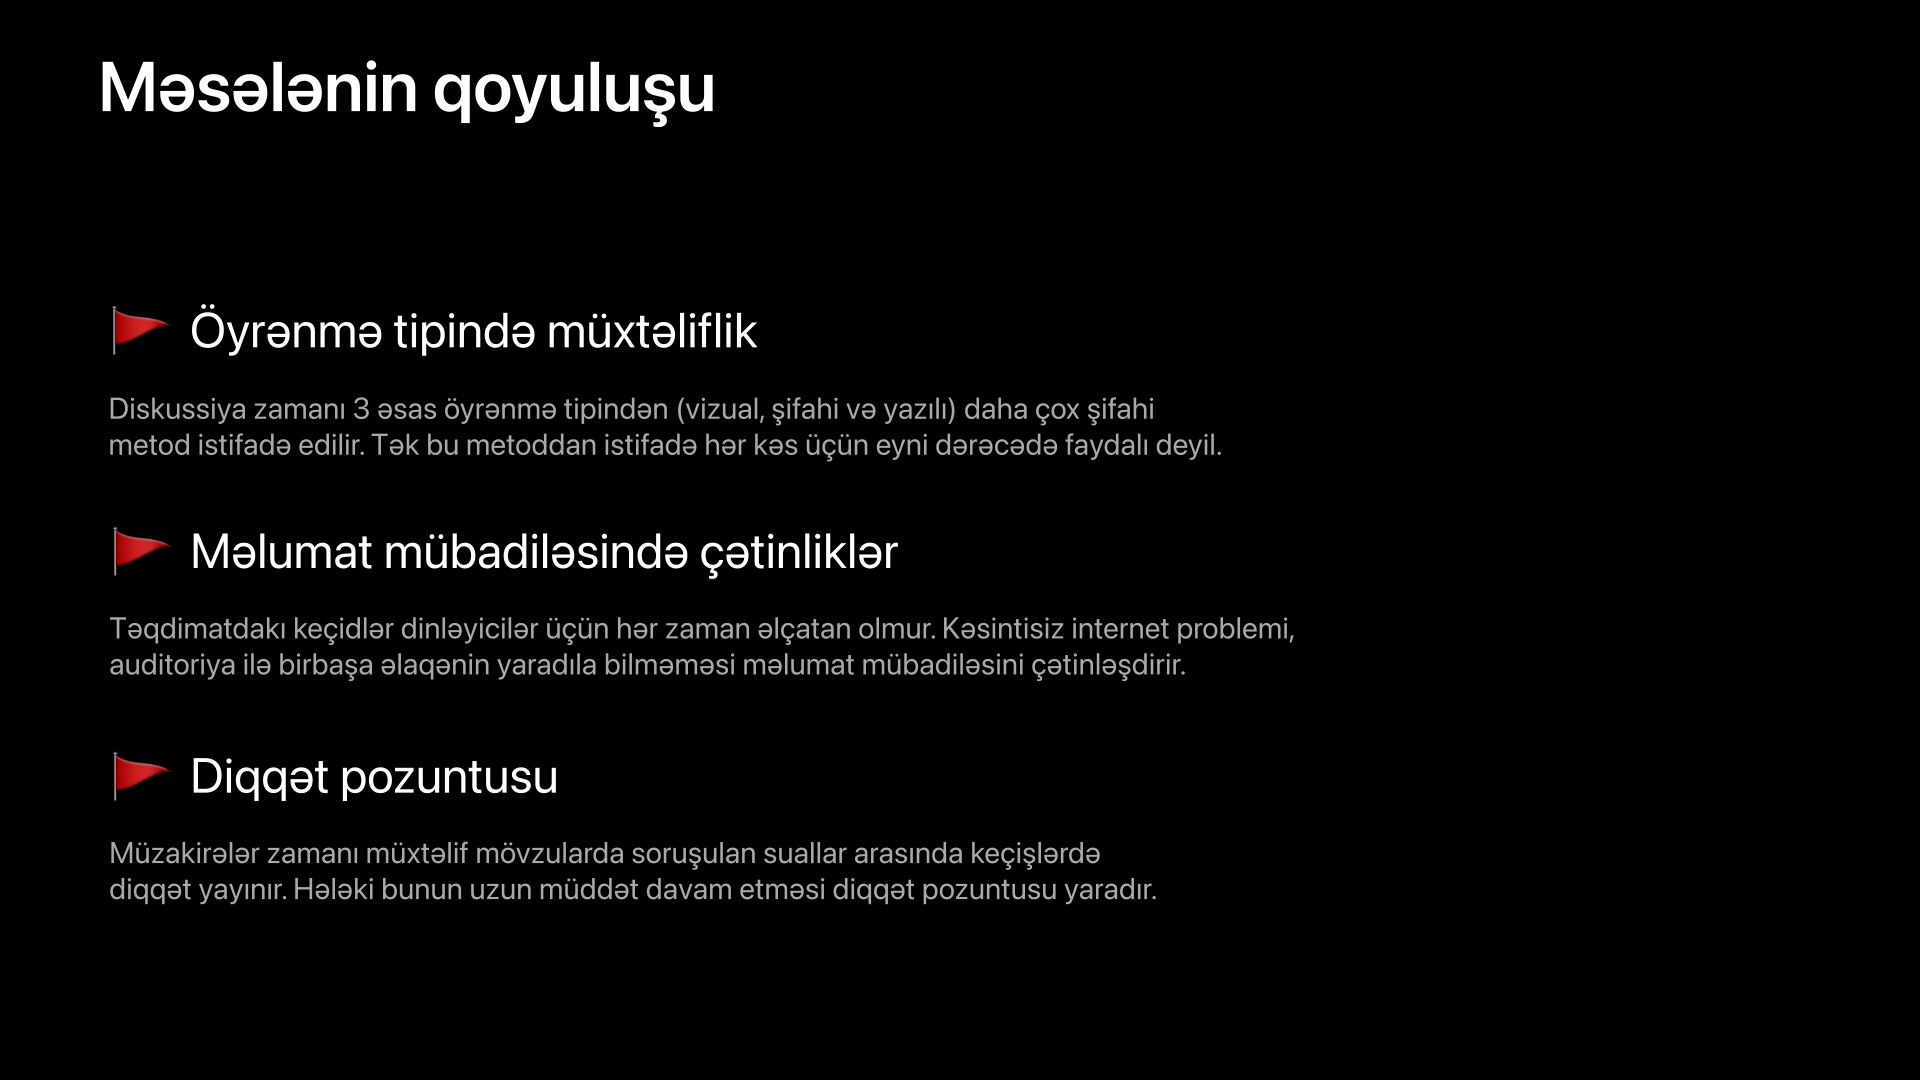 Məsələnin qoyuluşu
Öyrənmə tipində müxtəliflik
Diskussiya zamanı 3 əsas öyrənmə tipindən (vizual, şifahi və yazılı) daha çox şifahi
metod istifadə edilir. Tək bu metoddan istifadə hər kəs üçün eyni dərəcədə faydalı deyil.
Məlumat mübadiləsində çətinliklər
Təqdimatdakı keçidlər dinləyicilər üçün hər zaman əlçatan olmur. Kəsintisiz internet problemi,
auditoriya ilə birbaşa əlaqənin yaradıla bilməməsi məlumat mübadiləsini çətinləşdirir.
Diqqət pozuntusu
Müzakirələr zamanı müxtəlif mövzularda soruşulan suallar arasında keçişlərdə
diqqət yayınır. Hələki bunun uzun müddət davam etməsi diqqət pozuntusu yaradır.